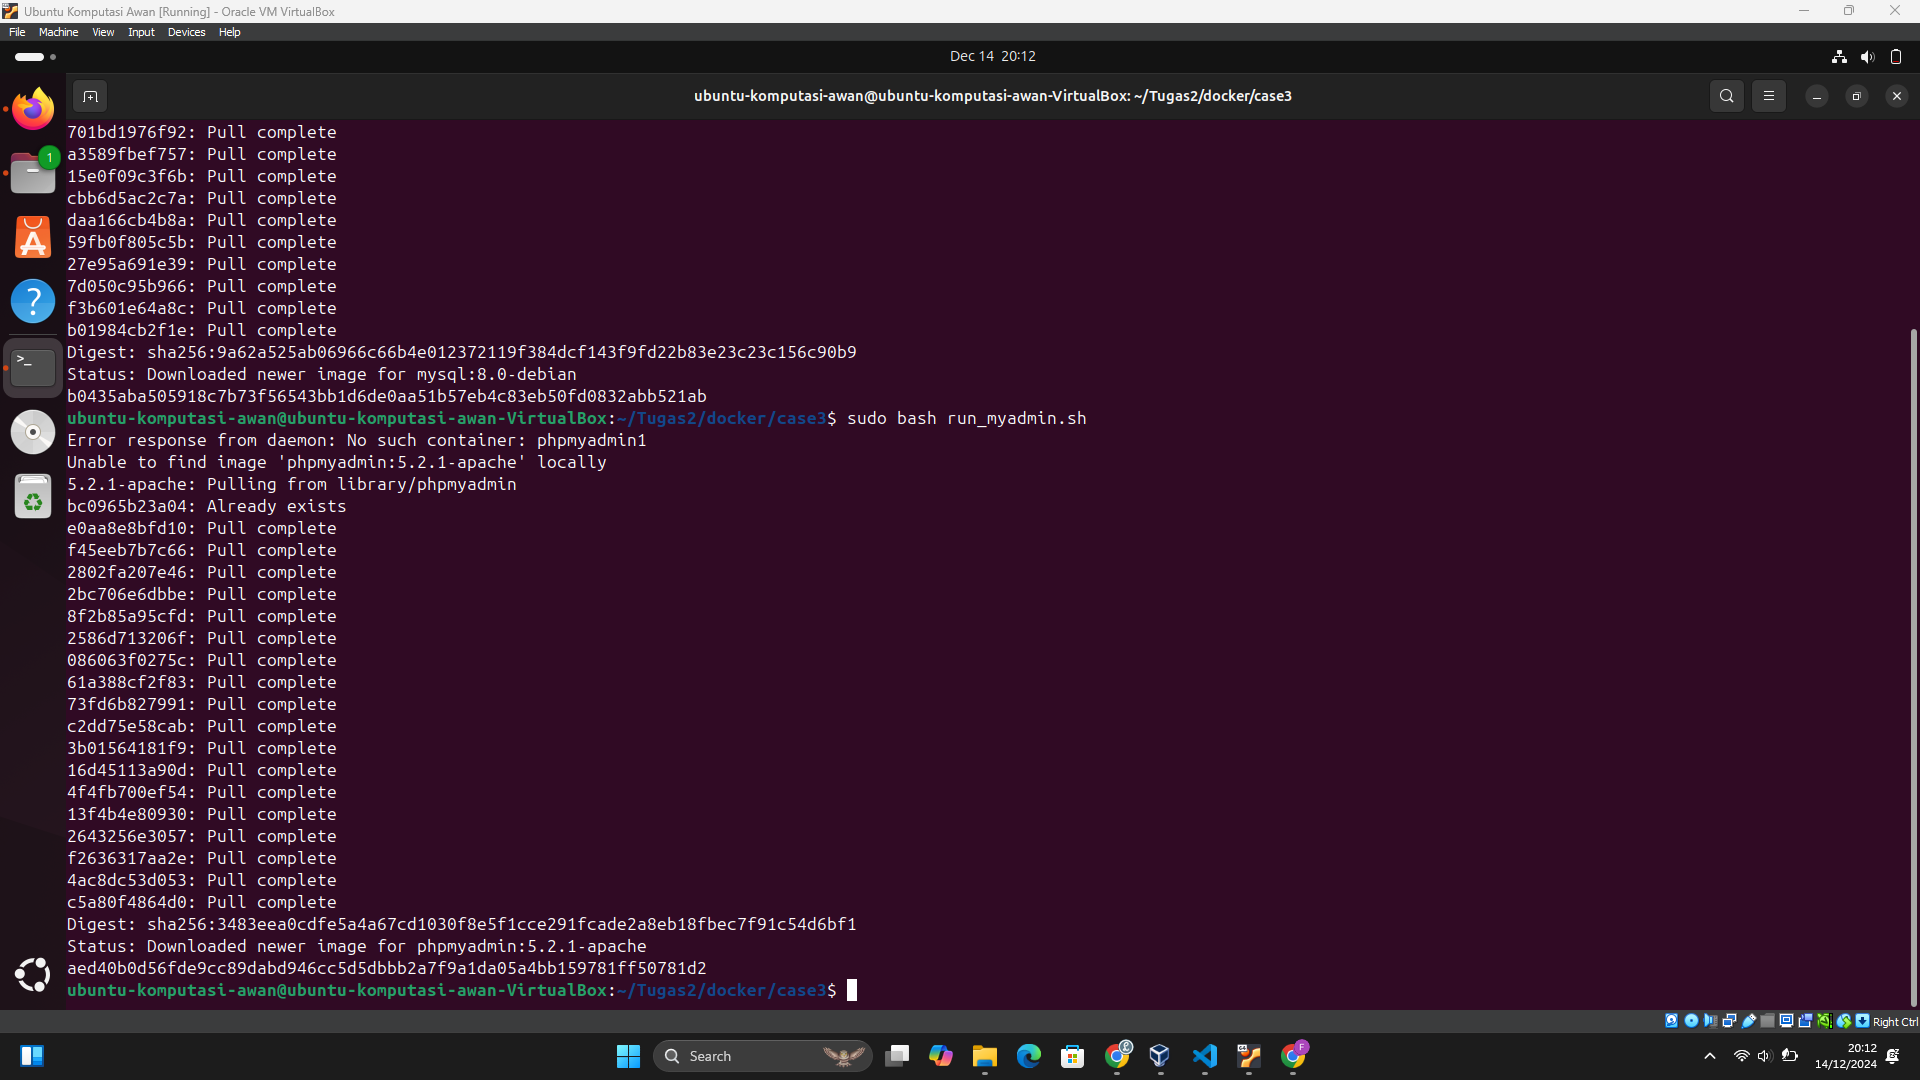 Ubuntu Komputasi Awan [Running] - Oracle VM VirtualBox
File Machine View Input Devices Help
Dec 14 20:12
ubuntu-komputasi-awan@ubuntu-komputasi-awan-VirtualBox: ~/Tugas2/docker/case3
701bd1976f92: Pull complete
a3589fbef757: Pull complete
15e0f09c3f6b: Pull complete
cbb6d5ac2c7a: Pull complete
daa166cb4b8a: Pull complete
59fb0f805c5b: Pull complete
27e95a691e39: Pull complete
7d050c95b966: Pull complete
f3b601e64a8c: Pull complete
b01984cb2f1e: Pull complete
Digest: sha256:9a62a525ab06966c66b4e012372119f384dcf143f9fd22b83e23c23c156c90b9
Status: Downloaded newer image for mysql:8.0-debian
b0435aba505918c7b73f56543bb1d6de0aa51b57eb4c83eb50fd0832abb521ab
ubuntu-komputasi-awan@ubuntu-komputasi-awan-VirtualBox:~/Tugas2/docker/case3$ sudo bash run_myadmin.sh
Error response from daemon: No such container: phpmyadmin1
Unable to find image 'phpmyadmin:5.2.1-apache' locally
5.2.1-apache: Pulling from library/phpmyadmin
bc0965b23a04: Already exists
e0aa8e8bfd10: Pull complete
f45eeb7b7c66: Pull complete
2802fa207e46: Pull complete
2bc706e6dbbe: Pull complete
8f2b85a95cfd: Pull complete
2586d713206f: Pull complete
086063f0275c: Pull complete
61a388cf2f83: Pull complete
73fd6b827991: Pull complete
c2dd75e58cab: Pull complete
3b01564181f9: Pull complete
16d45113a90d: Pull complete
4f4fb700ef54: Pull complete
13f4b4e80930: Pull complete
2643256e3057: Pull complete
f2636317aa2e: Pull complete
4ac8dc53d053: Pull complete
c5a80f4864d0: Pull complete
Digest: sha256:3483eea0cdfe5a4a67cd1030f8e5f1cce291fcade2a8eb18fbec7f91c54d6bf1
Status: Downloaded newer image for phpmyadmin:5.2.1-apache
aed40b0d56fde9cc89dabd946cc5d5dbbb2a7f9a1da05a4bb159781ff50781d2
ubuntu-komputasi-awan@ubuntu-komputasi-awan-VirtualBox:~/Tugas2/docker/case3$
1
Right Ctrl
Search
20:12
14/12/2024